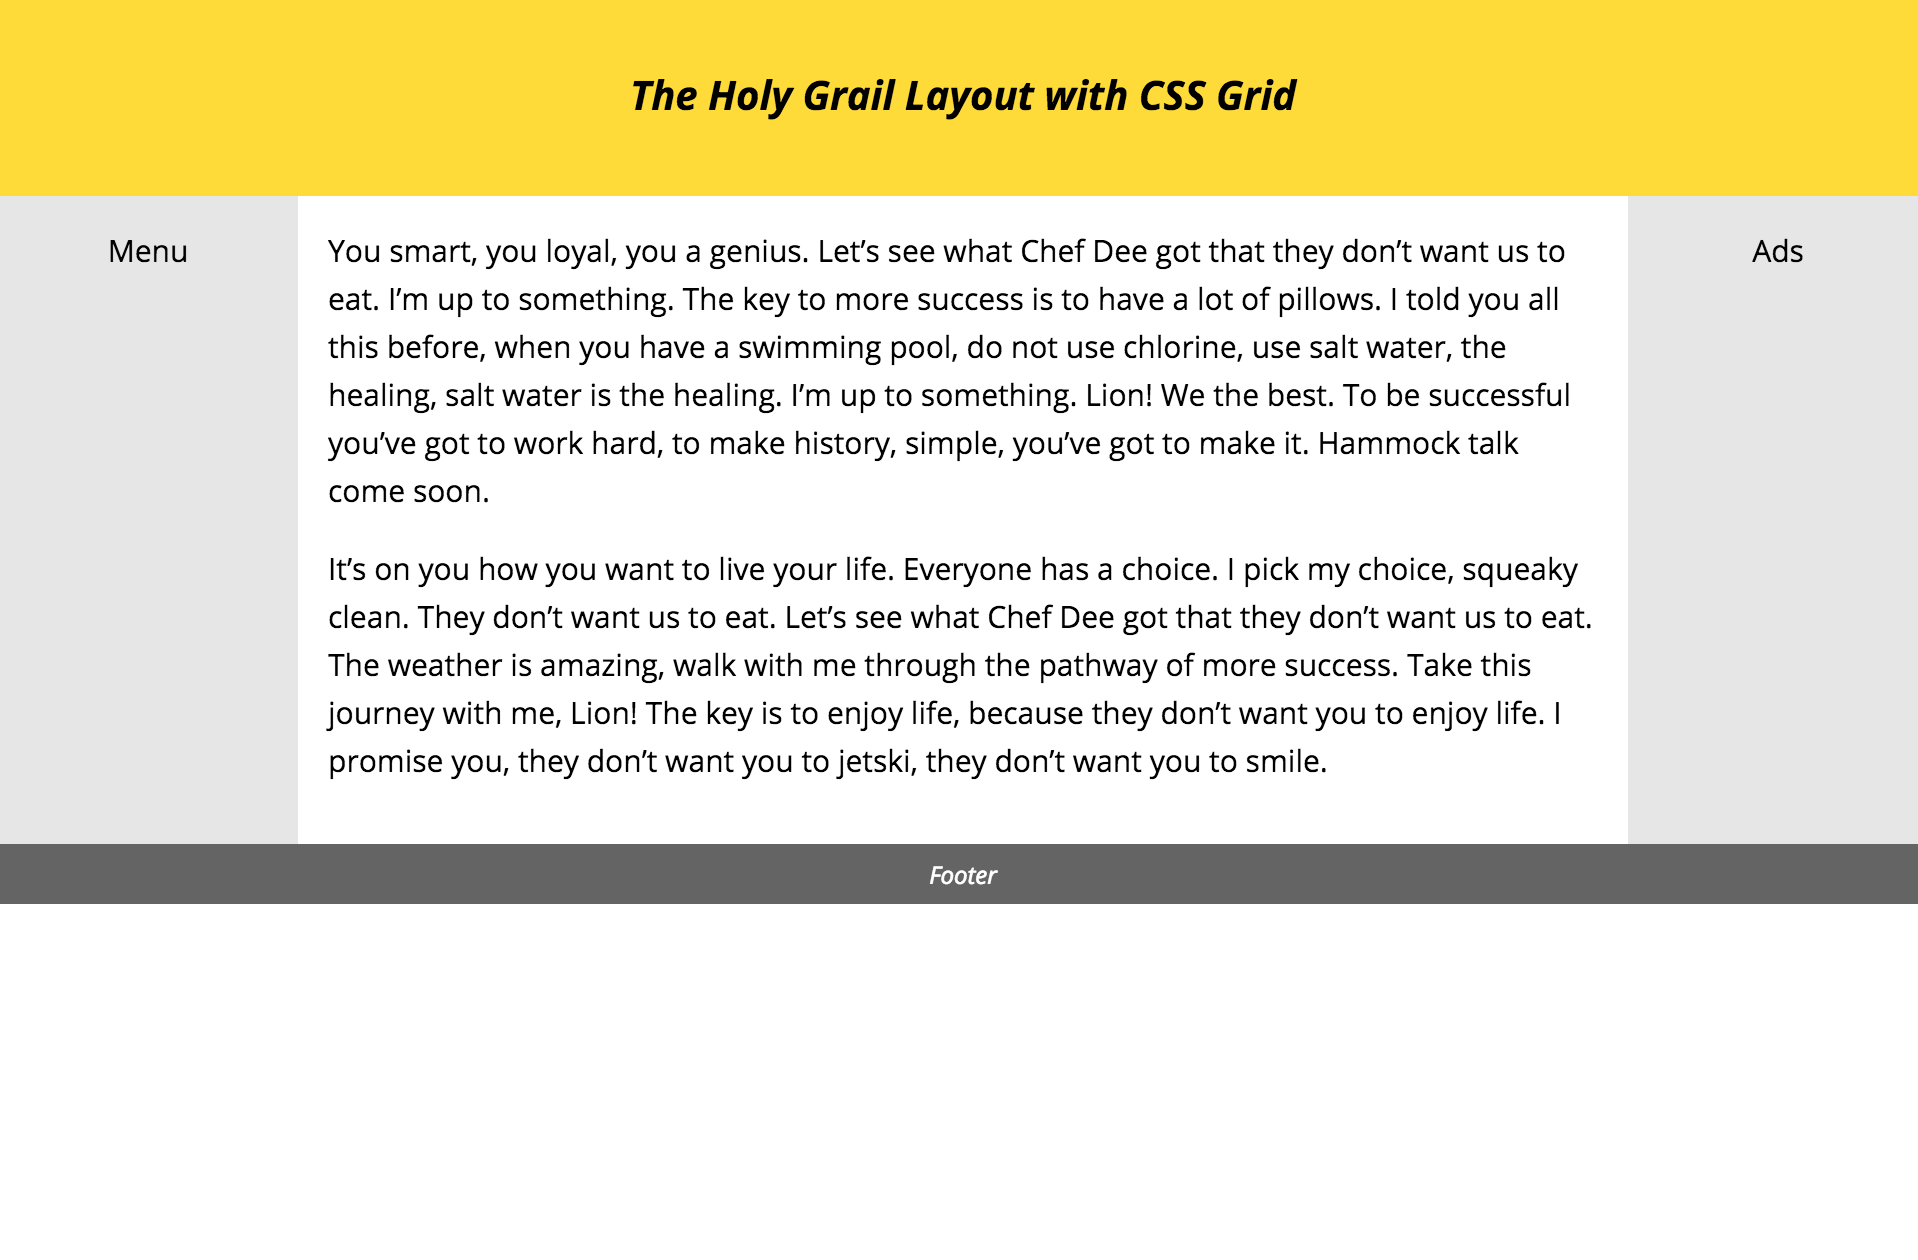 The Holy Grail Layout with CSS Grid
Menu
You smart, you loyal, you a genius. Let’s see what Chef Dee got that they don’t want us to
eat. I’m up to something. The key to more success is to have a lot of pillows. I told you all
this before, when you have a swimming pool, do not use chlorine, use salt water, the
healing, salt water is the healing. I’m up to something. Lion! We the best. To be successful
you’ve got to work hard, to make history, simple, you’ve got to make it. Hammock talk
come soon.
It’s on you how you want to live your life. Everyone has a choice. I pick my choice, squeaky
clean. They don’t want us to eat. Let’s see what Chef Dee got that they don’t want us to eat.
The weather is amazing, walk with me through the pathway of more success. Take this
journey with me, Lion! The key is to enjoy life, because they don’t want you to enjoy life. I
promise you, they don’t want you to jetski, they don’t want you to smile.
Ads
Footer